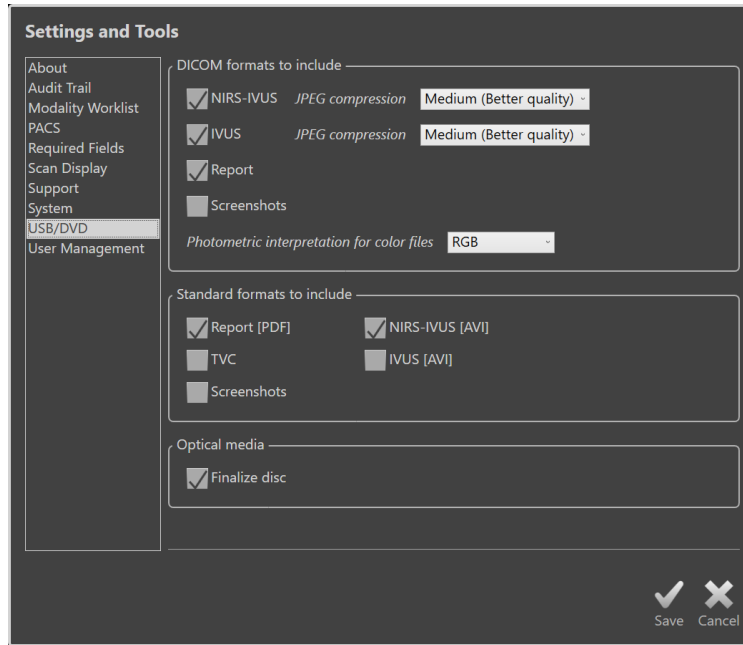 Settings and Tools
About
Audit Trail
Modality Worklist
PACS
Required Fields
Scan Display
Support
System
USB/DVD
User Management
DICOM formats to include
NIRS-IVUS JPEG compression Medium (Better quality)
IVUS JPEG compression Medium (Better quality)
Report
Screenshots
Photometric interpretation for color files RGB
Standard formats to include
Report [PDF] NIRS-IVUS [AVI]
TVC IVUS [AVI]
Screenshots
Optical media
Finalize disc
Save Cancel